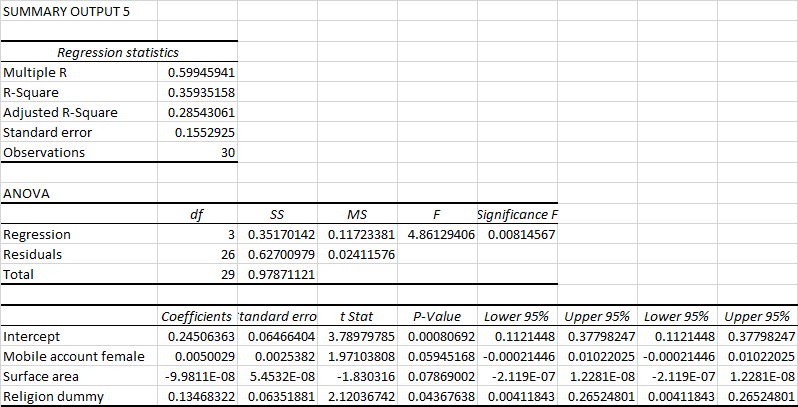 SUMMARY OUTPUT 5
Regression statistics
Multiple R 0.59945941
R-Square 0.35935158
Adjusted R-Square 0.28543061
Standard error 0.1552925
Observations 30
ANOVA
df SS MS F Significance F
Regression 3 0.35170142 0.11723381 4.86129406 0.00814567
Residuals 26 0.62700979 0.02411576
Total 29 0.97871121
Coefficients tandard erro t Stat P-Value Lower 95% Upper 95% Lower 95% Upper 95%
Intercept 0.24506363 0.06466404 3.78979785 0.00080692 0.1121448 0.37798247 0.1121448 0.37798247
Mobile account female 0.0050029 0.0025382 1.97103808 0.05945168 -0.00021446 0.01022025 -0.00021446 0.01022025
Surface area -9.9811E-08 5.4532E-08 -1.830316 0.07869002 -2.119E-07 1.2281E-08 -2.119E-07 1.2281E-08
Religion dummy 0.13468322 0.06351881 2.12036742 0.04367638 0.00411843 0.26524801 0.00411843 0.26524801